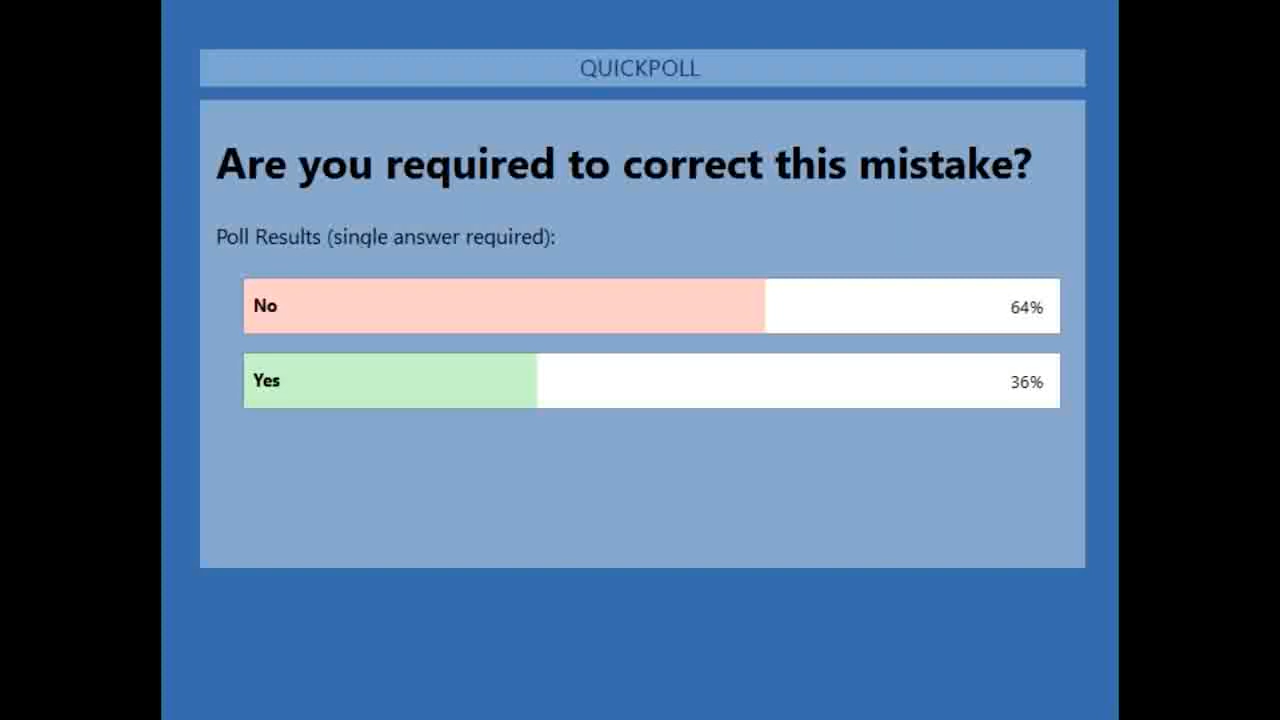 QUICKPOLL
Are you required to correct this mistake?
Poll Results (single answer required):
No 64%
Yes 36%